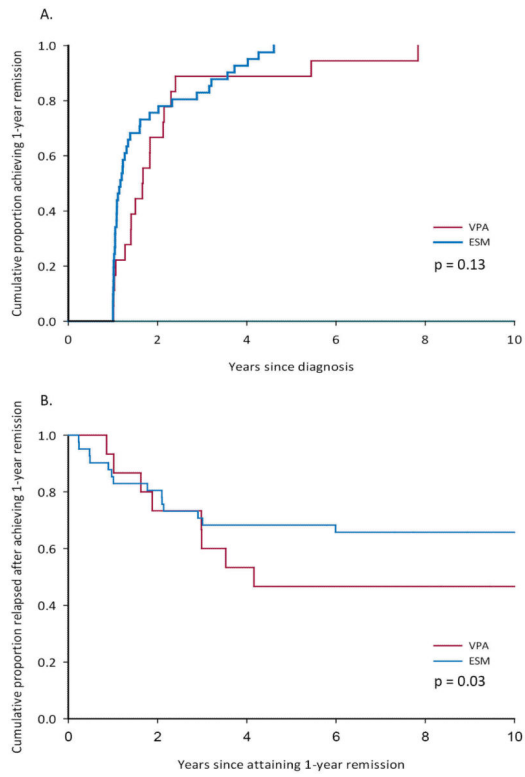 A.
Cumulative proportion achieving 1-year remission
1.0
0.8
0.6
0.4
0.2
0.0
VPA
ESM
p = 0.13
0 2 4 6 8 10
Years since diagnosis
B.
Cumulative proportion relapsed after achieving 1-year remission
1.0
0.8
0.6
0.4
0.2
0.0
VPA
ESM
p = 0.03
0 2 4 6 8 10
Years since attaining 1-year remission